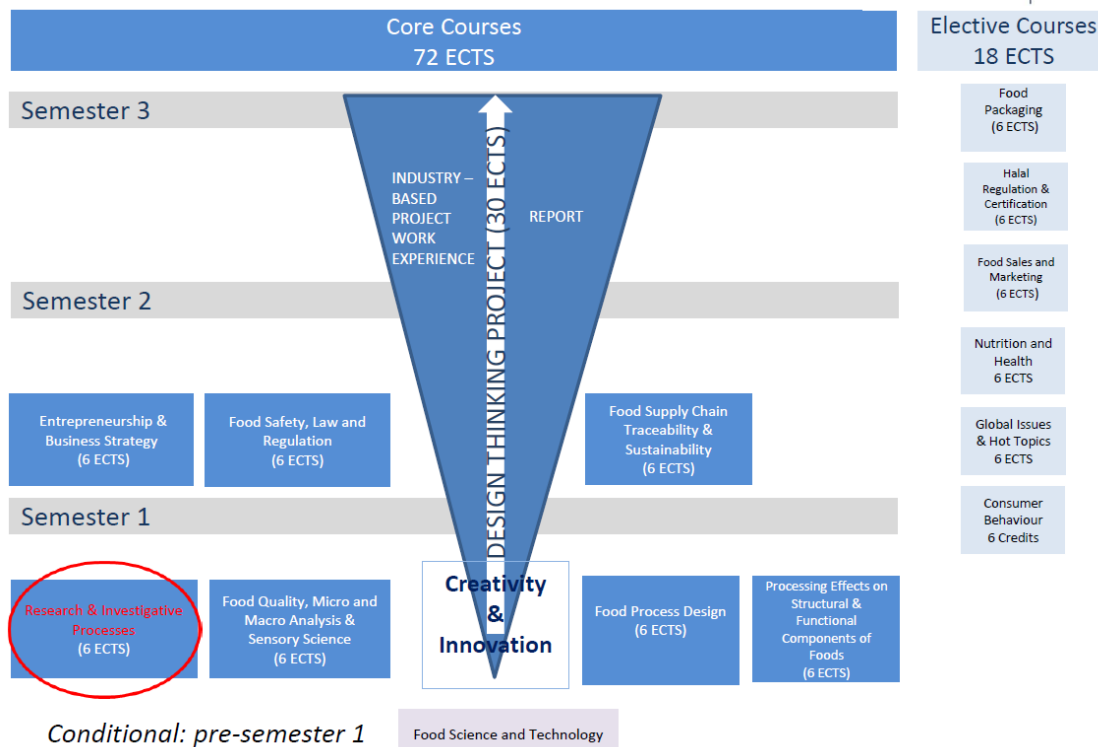 Core Courses
72 ECTS
Elective Courses
18 ECTS
Semester 3
INDUSTRY –
BASED
PROJECT
WORK
EXPERIENCE
DESIGN THINKING PROJECT (30 ECTS)
REPORT
Food
Packaging
(6 ECTS)
Halal
Regulation &
Certification
(6 ECTS)
Food Sales and
Marketing
(6 ECTS)
Nutrition and
Health
6 ECTS
Global Issues
& Hot Topics
6 ECTS
Consumer
Behaviour
6 Credits
Semester 2
Entrepreneurship &
Business Strategy
(6 ECTS)
Food Safety, Law and
Regulation
(6 ECTS)
Food Supply Chain
Traceability &
Sustainability
(6 ECTS)
Semester 1
Research & Investigative
Processes
(6 ECTS)
Food Quality, Micro and
Macro Analysis &
Sensory Science
(6 ECTS)
Creativity
&
Innovation
Food Process Design
(6 ECTS)
Processing Effects on
Structural &
Functional
Components of
Foods
(6 ECTS)
Conditional: pre-semester 1
Food Science and Technology